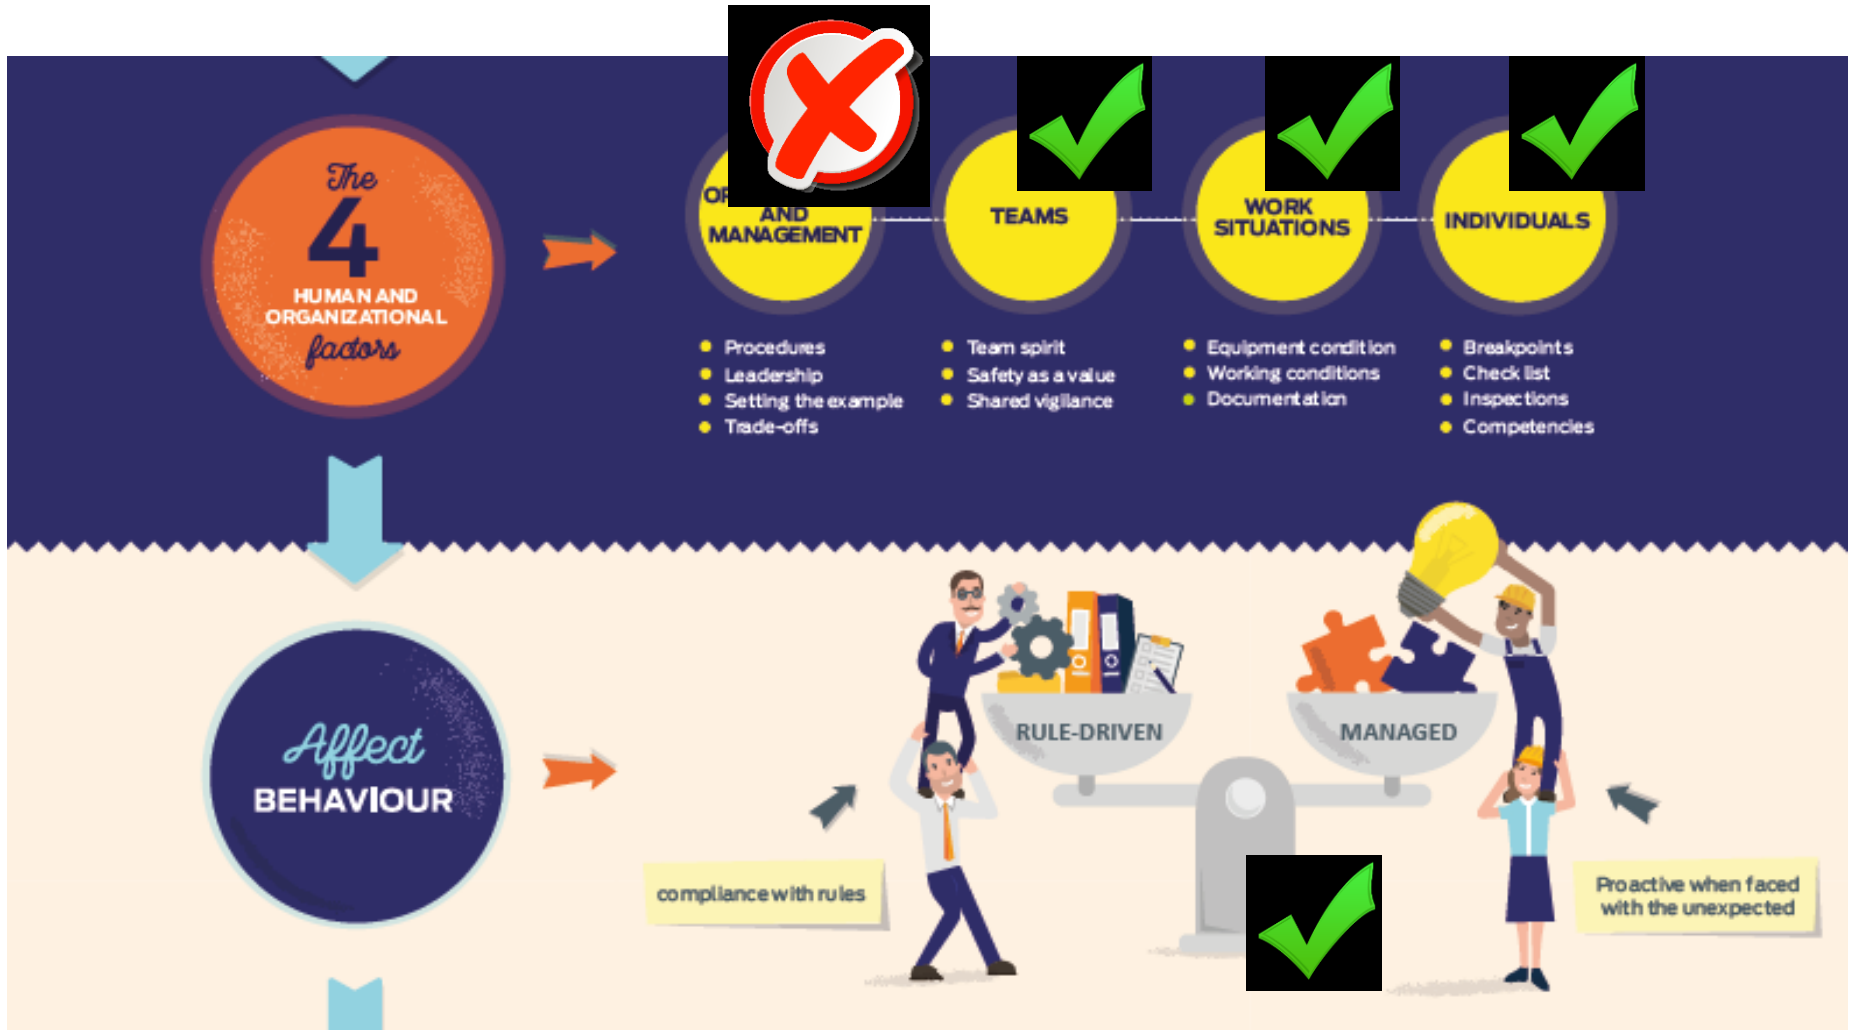 The
4
HUMAN AND
ORGANIZATIONAL
factors
AND
MANAGEMENT
TEAMS
WORK
SITUATIONS
INDIVIDUALS
Procedures
Leadership
Setting the example
Trade-offs
Team spirit
Safety as a value
Shared vigilance
Equipment condition
Working conditions
Documentation
Breakpoints
Check list
Inspections
Competencies
Affect
BEHAVIOUR
RULE-DRIVEN
MANAGED
compliance with rules
Proactive when faced
with the unexpected